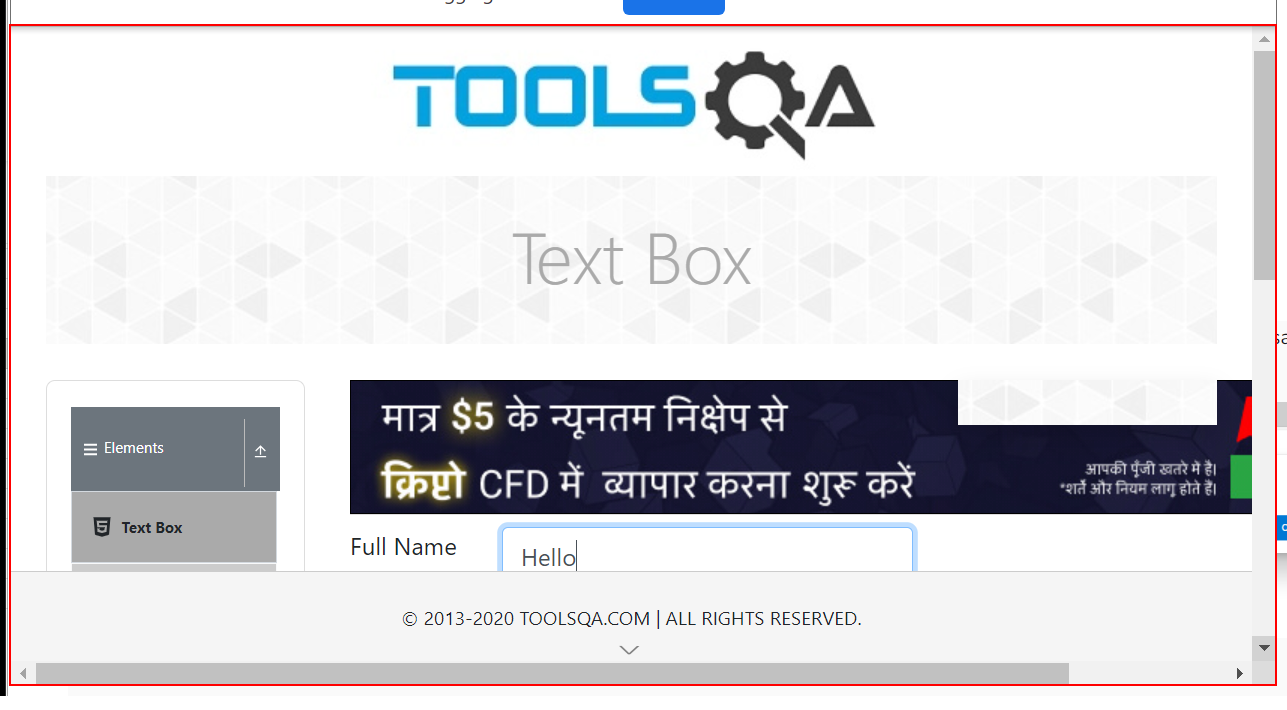 TOOLSQA
Text Box
Elements
Text Box
मात्र $5 के न्यूनतम निक्षेप से
क्रिप्टो CFD में व्यापार करना शुरू करें
आपकी पूँजी खतरे में है।
*शर्तें और नियम लागू होते हैं।
Full Name
Hello
© 2013-2020 TOOLSQA.COM | ALL RIGHTS RESERVED.